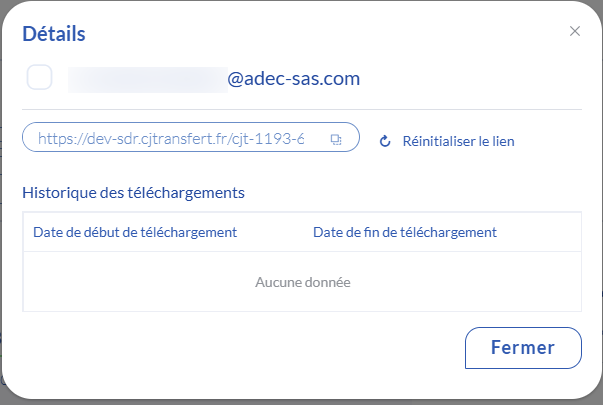 Détails
@adec-sas.com
https://dev-sdr.cjtransfert.fr/cjt-1193-6
Réinitialiser le lien
Historique des téléchargements
Date de début de téléchargement Date de fin de téléchargement
Aucune donnée
Fermer